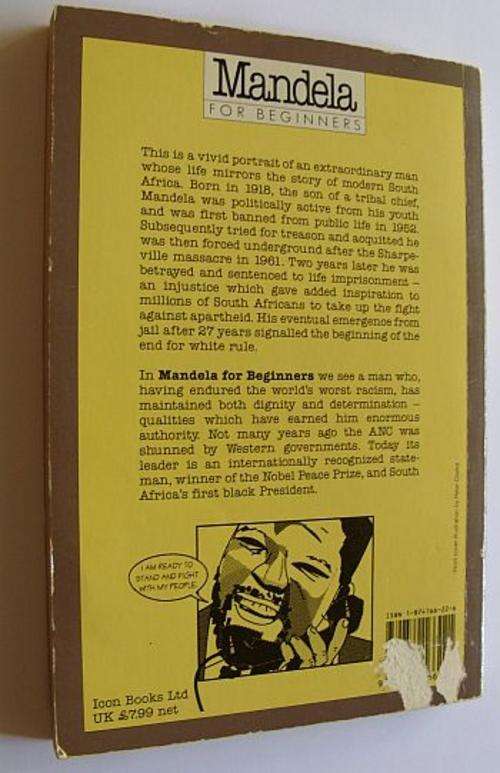 Mandela
FOR BEGINNERS
This is a vivid portrait of an extraordinary man
whose life mirrors the story of modern South
Africa. Born in 1918, the son of a tribal chief,
Mandela was politically active from his youth
and was first banned from public life in 1952.
Subsequently tried for treason and acquitted he
was then forced underground after the Sharpe-
ville massacre in 1961. Two years later he was
betrayed and sentenced to life imprisonment –
an injustice which gave added inspiration to
millions of South Africans to take up the fight
against apartheid. His eventual emergence from
jail after 27 years signalled the beginning of the
end for white rule.
In Mandela for Beginners we see a man who,
having endured the world's worst racism, has
maintained both dignity and determination –
qualities which have earned him enormous
authority. Not many years ago the ANC was
shunned by Western governments. Today its
leader is an internationally recognized state-
man, winner of the Nobel Peace Prize, and South
Africa's first black President.
I AM READY TO
STAND AND FIGHT
WITH MY PEOPLE.
ISBN 1-874166-22-6
Icon Books Ltd
UK £7.99 net